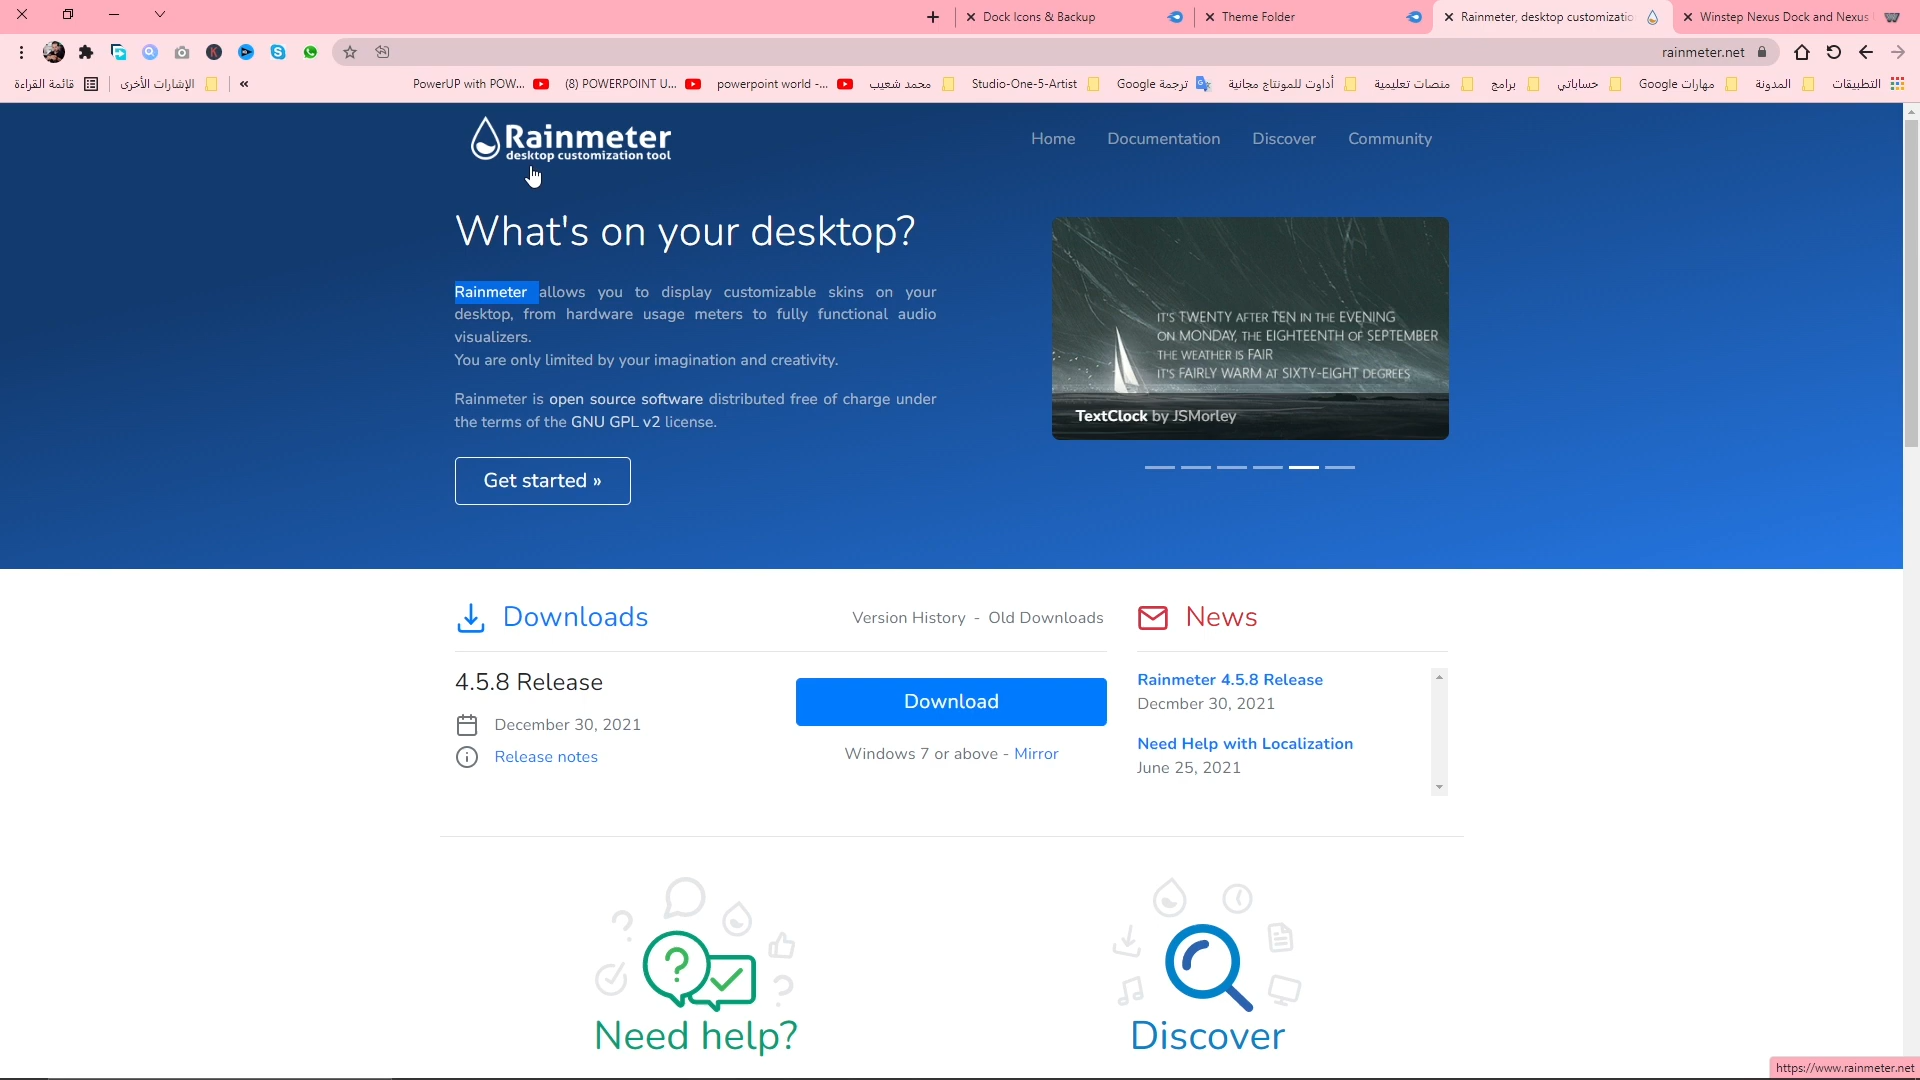 Dock Icons & Backup
Theme Folder
Rainmeter, desktop customizatio
Winstep Nexus Dock and Nexus
rainmeter.net
التطبيقات
المدونة
مهارات Google
حساباتي
برامج
منصات تعليمية
أداوت للمونتاج مجانية
ترجمة Google
Studio-One-5-Artist
محمد شعيب
powerpoint world -...
(8) POWERPOINT U...
PowerUP with POW...
»
الإشارات الأخرى
قائمة القراءة
Rainmeter
desktop customization tool
Home
Documentation
Discover
Community
What's on your desktop?
Rainmeter allows you to display customizable skins on your
desktop, from hardware usage meters to fully functional audio
visualizers.
You are only limited by your imagination and creativity.
Rainmeter is open source software distributed free of charge under
the terms of the GNU GPL v2 license.
Get started »
IT'S TWENTY AFTER TEN IN THE EVENING
ON MONDAY, THE EIGHTEENTH OF SEPTEMBER
THE WEATHER IS FAIR
IT'S FAIRLY WARM AT SIXTY-EIGHT DEGREES
TextClock by JSMorley
Downloads
Version History - Old Downloads
4.5.8 Release
December 30, 2021
Release notes
Download
Windows 7 or above - Mirror
News
Rainmeter 4.5.8 Release
Decmber 30, 2021
Need Help with Localization
June 25, 2021
Need help?
Discover
https://www.rainmeter.net